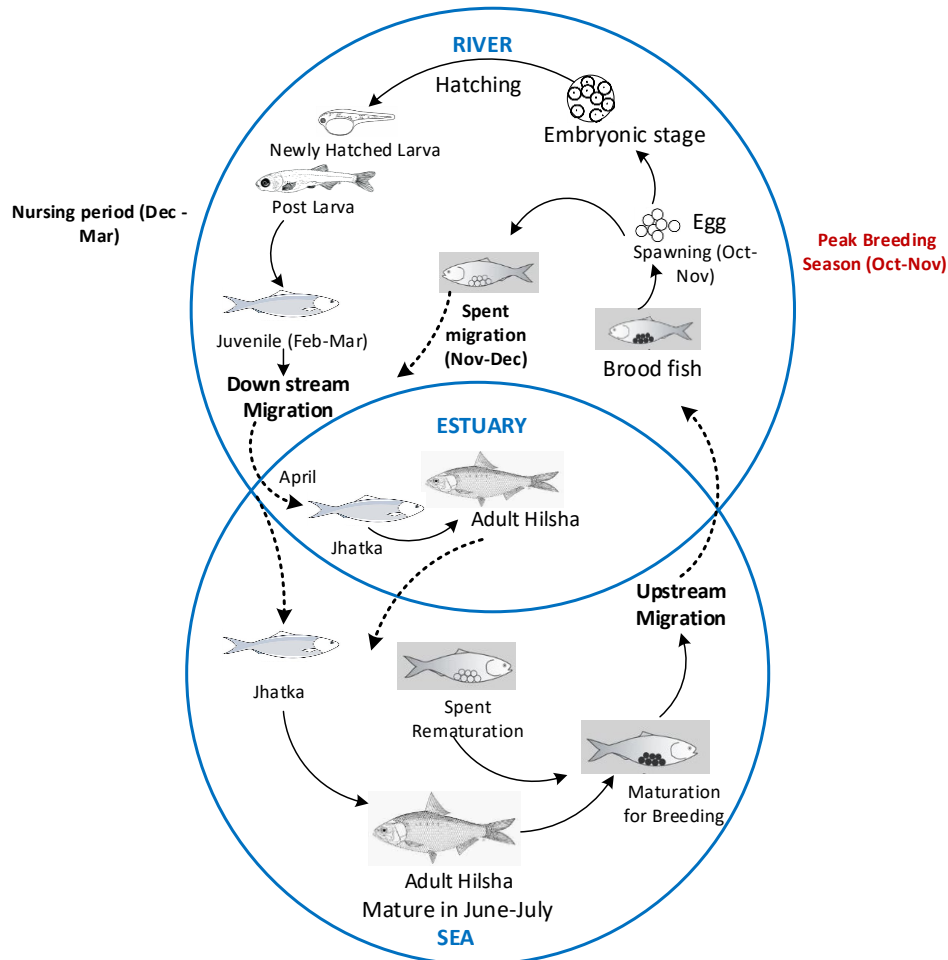 RIVER
Hatching
Embryonic stage
Newly Hatched Larva
Post Larva
Nursing period (Dec -
Mar)
Egg
Spawning (Oct-
Nov)
Peak Breeding
Season (Oct-Nov)
Spent
migration
(Nov-Dec)
Juvenile (Feb-Mar)
Brood fish
Down stream
Migration
ESTUARY
April
Jhatka
Adult Hilsha
Upstream
Migration
Jhatka
Spent
Rematuration
Maturation
for Breeding
Adult Hilsha
Mature in June-July
SEA